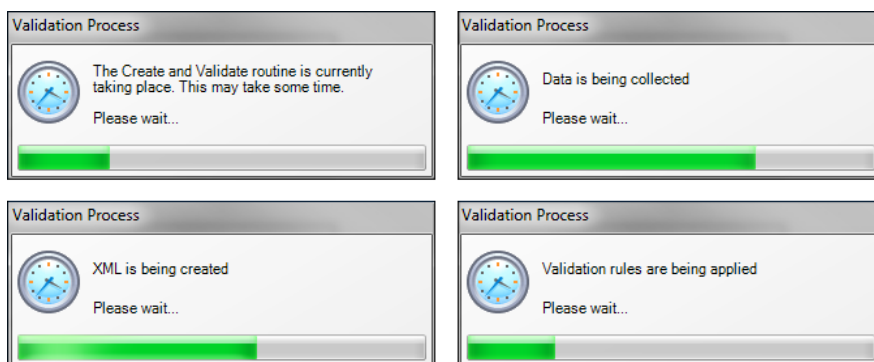 Validation Process
The Create and Validate routine is currently
taking place. This may take some time.
Please wait...
Validation Process
Data is being collected
Please wait...
Validation Process
XML is being created
Please wait...
Validation Process
Validation rules are being applied
Please wait...